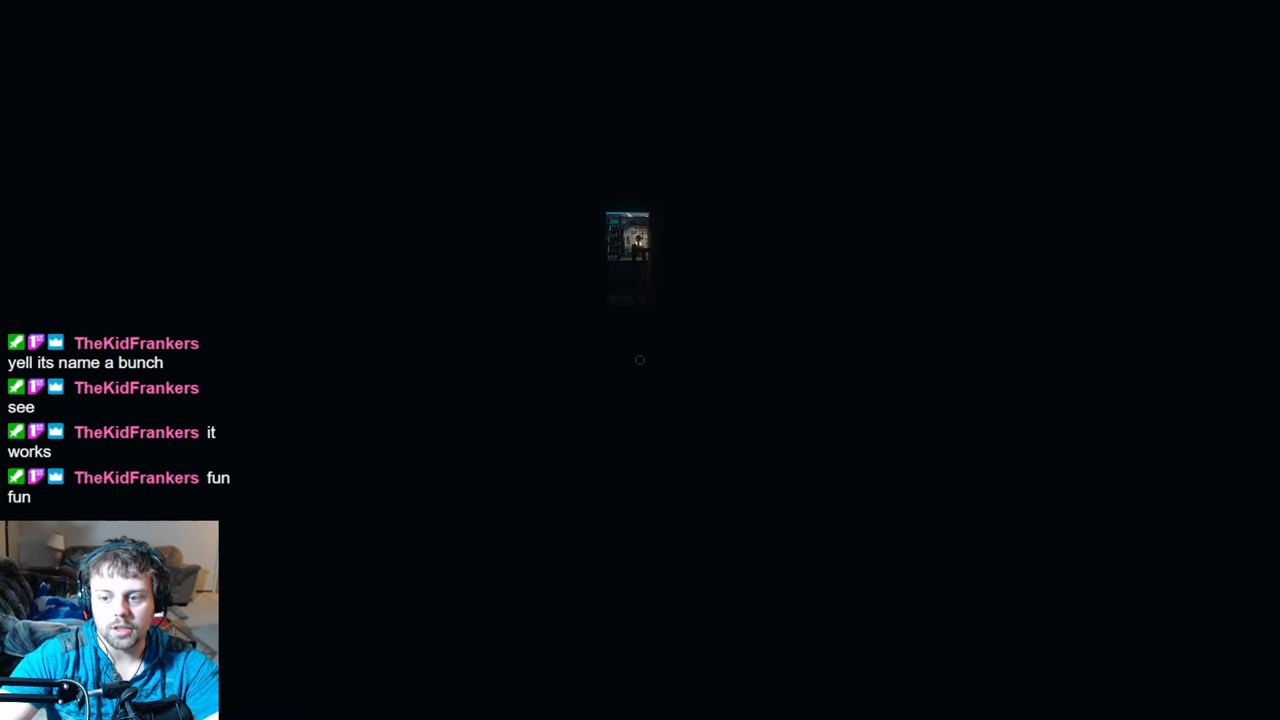 TheKidFrankers
yell its name a bunch
TheKidFrankers
see
TheKidFrankers it
works
TheKidFrankers fun
fun